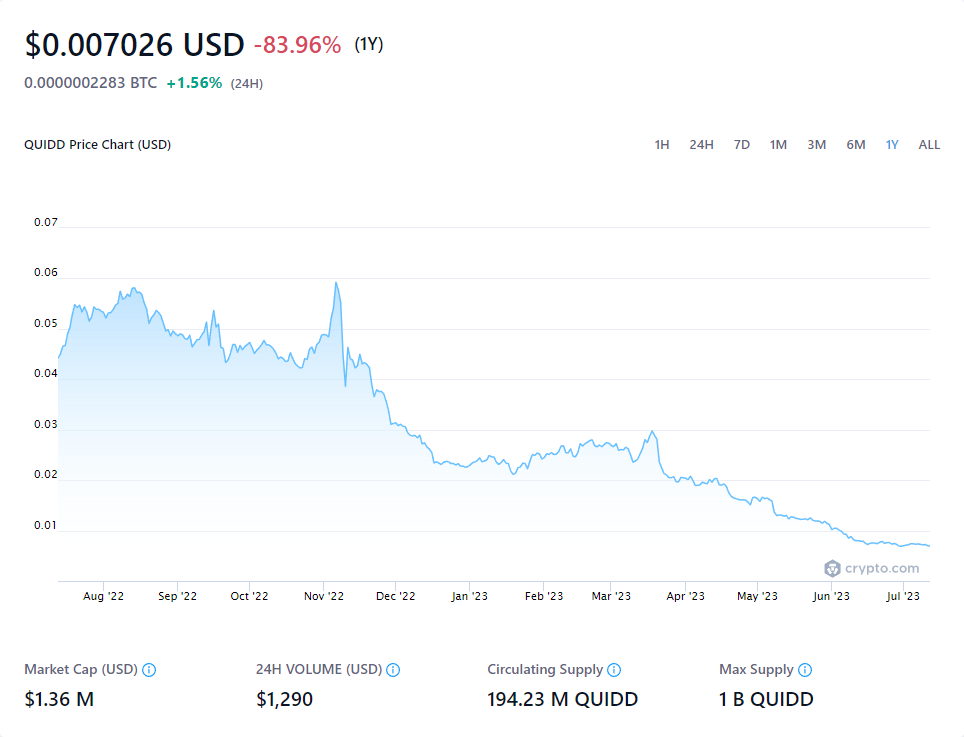 $0.007026 USD -83.96% (1Y)
0.0000002283 BTC +1.56% (24H)
QUIDD Price Chart (USD) 1H 24H 7D 1M 3M 6M 1Y ALL
0.07
0.06
0.05
0.04
0.03
0.02
0.01
crypto.com
Aug '22 Sep '22 Oct '22 Nov '22 Dec '22 Jan '23 Feb '23 Mar '23 Apr '23 May '23 Jun '23 Jul '23
Market Cap (USD) 24H VOLUME (USD) Circulating Supply Max Supply
$1.36 M $1,290 194.23 M QUIDD 1 B QUIDD